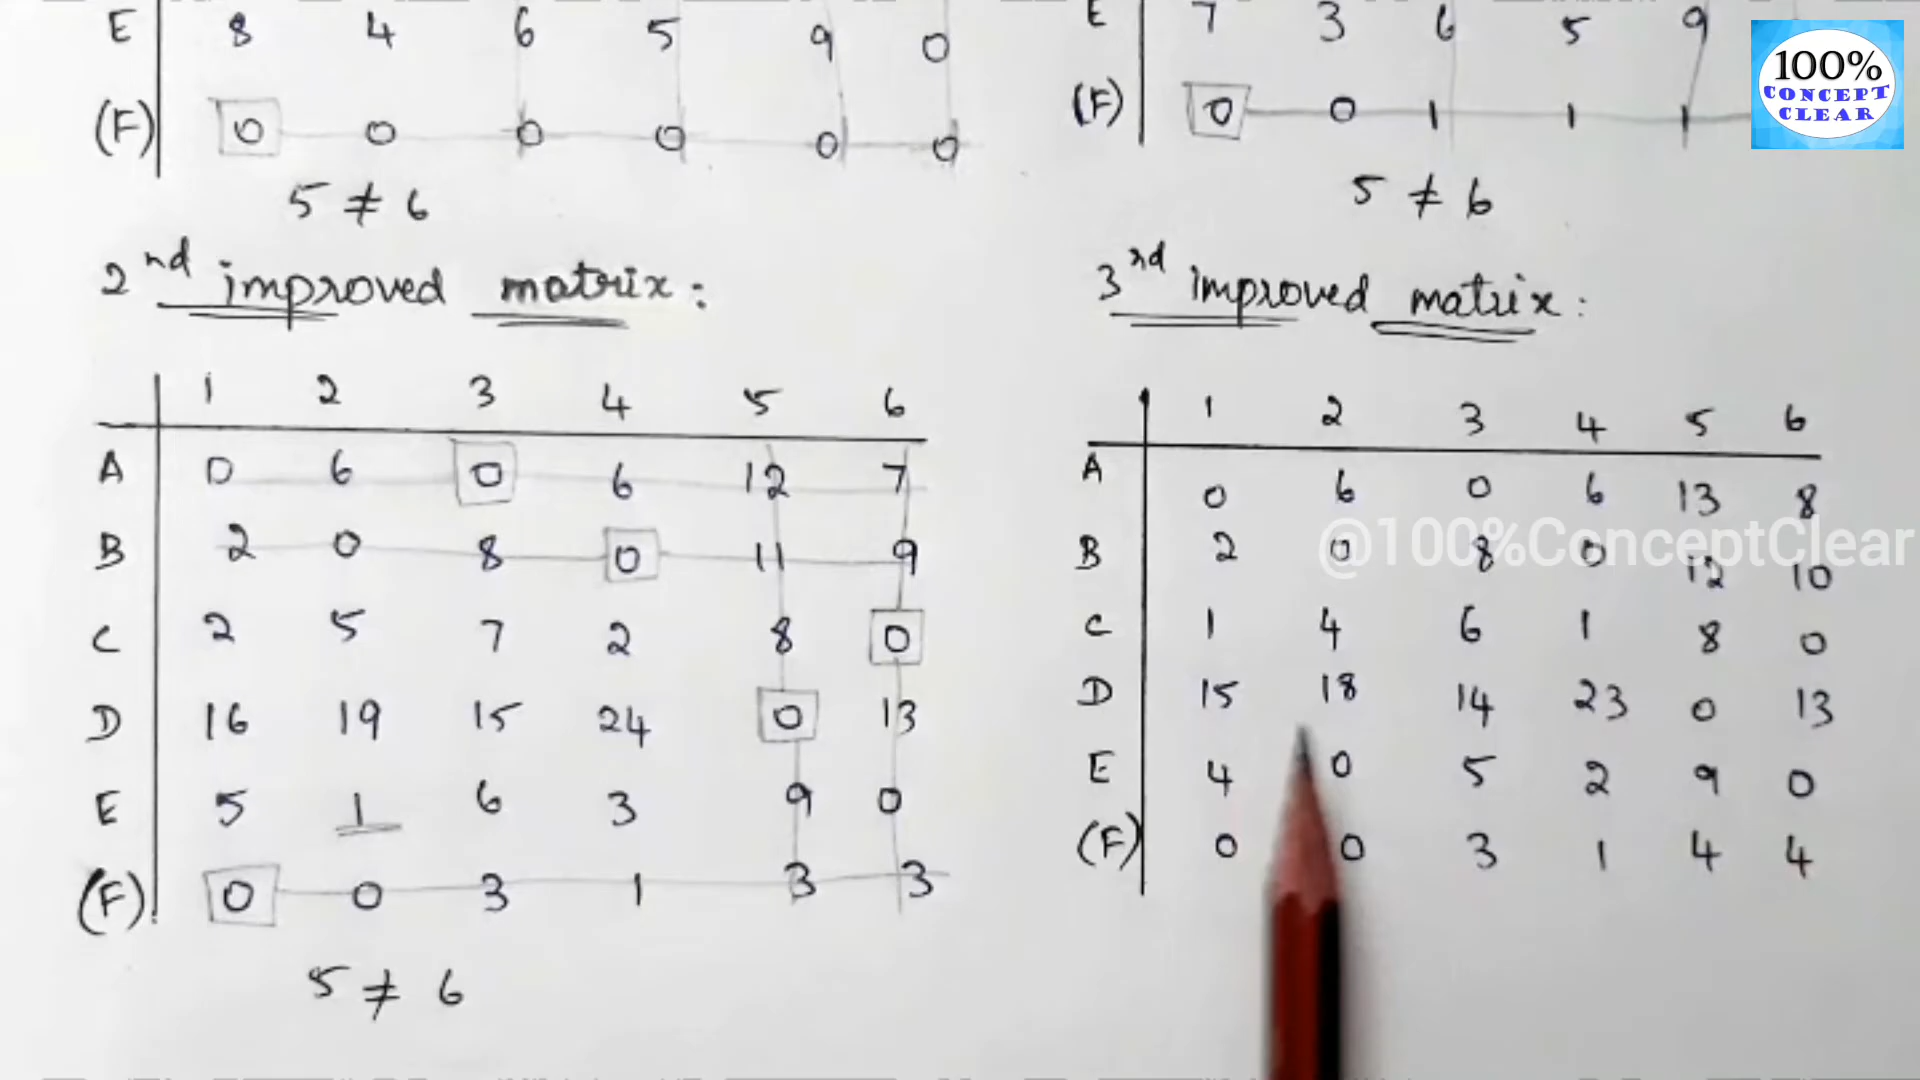 E 8 4 6 5 9 0
(F) 0 0 0 0 0 0
5 ≠ 6
E 7 3 6 5 9
(F) 0 0 1 1 1
5 ≠ 6
100%
CONCEPT
CLEAR
2nd improved matrix:
1 2 3 4 5 6
A 0 6 0 6 12 7
B 2 0 8 0 11 9
C 2 5 7 2 8 0
D 16 19 15 24 0 13
E 5 1 6 3 9 0
(F) 0 0 3 1 3 3
5 ≠ 6
3rd improved matrix:
1 2 3 4 5 6
A 0 6 0 6 13 8
B 2 0 8 0 12 10
C 1 4 6 1 8 0
D 15 18 14 23 0 13
E 4 0 5 2 9 0
(F) 0 0 3 1 4 4
@100%ConceptClear